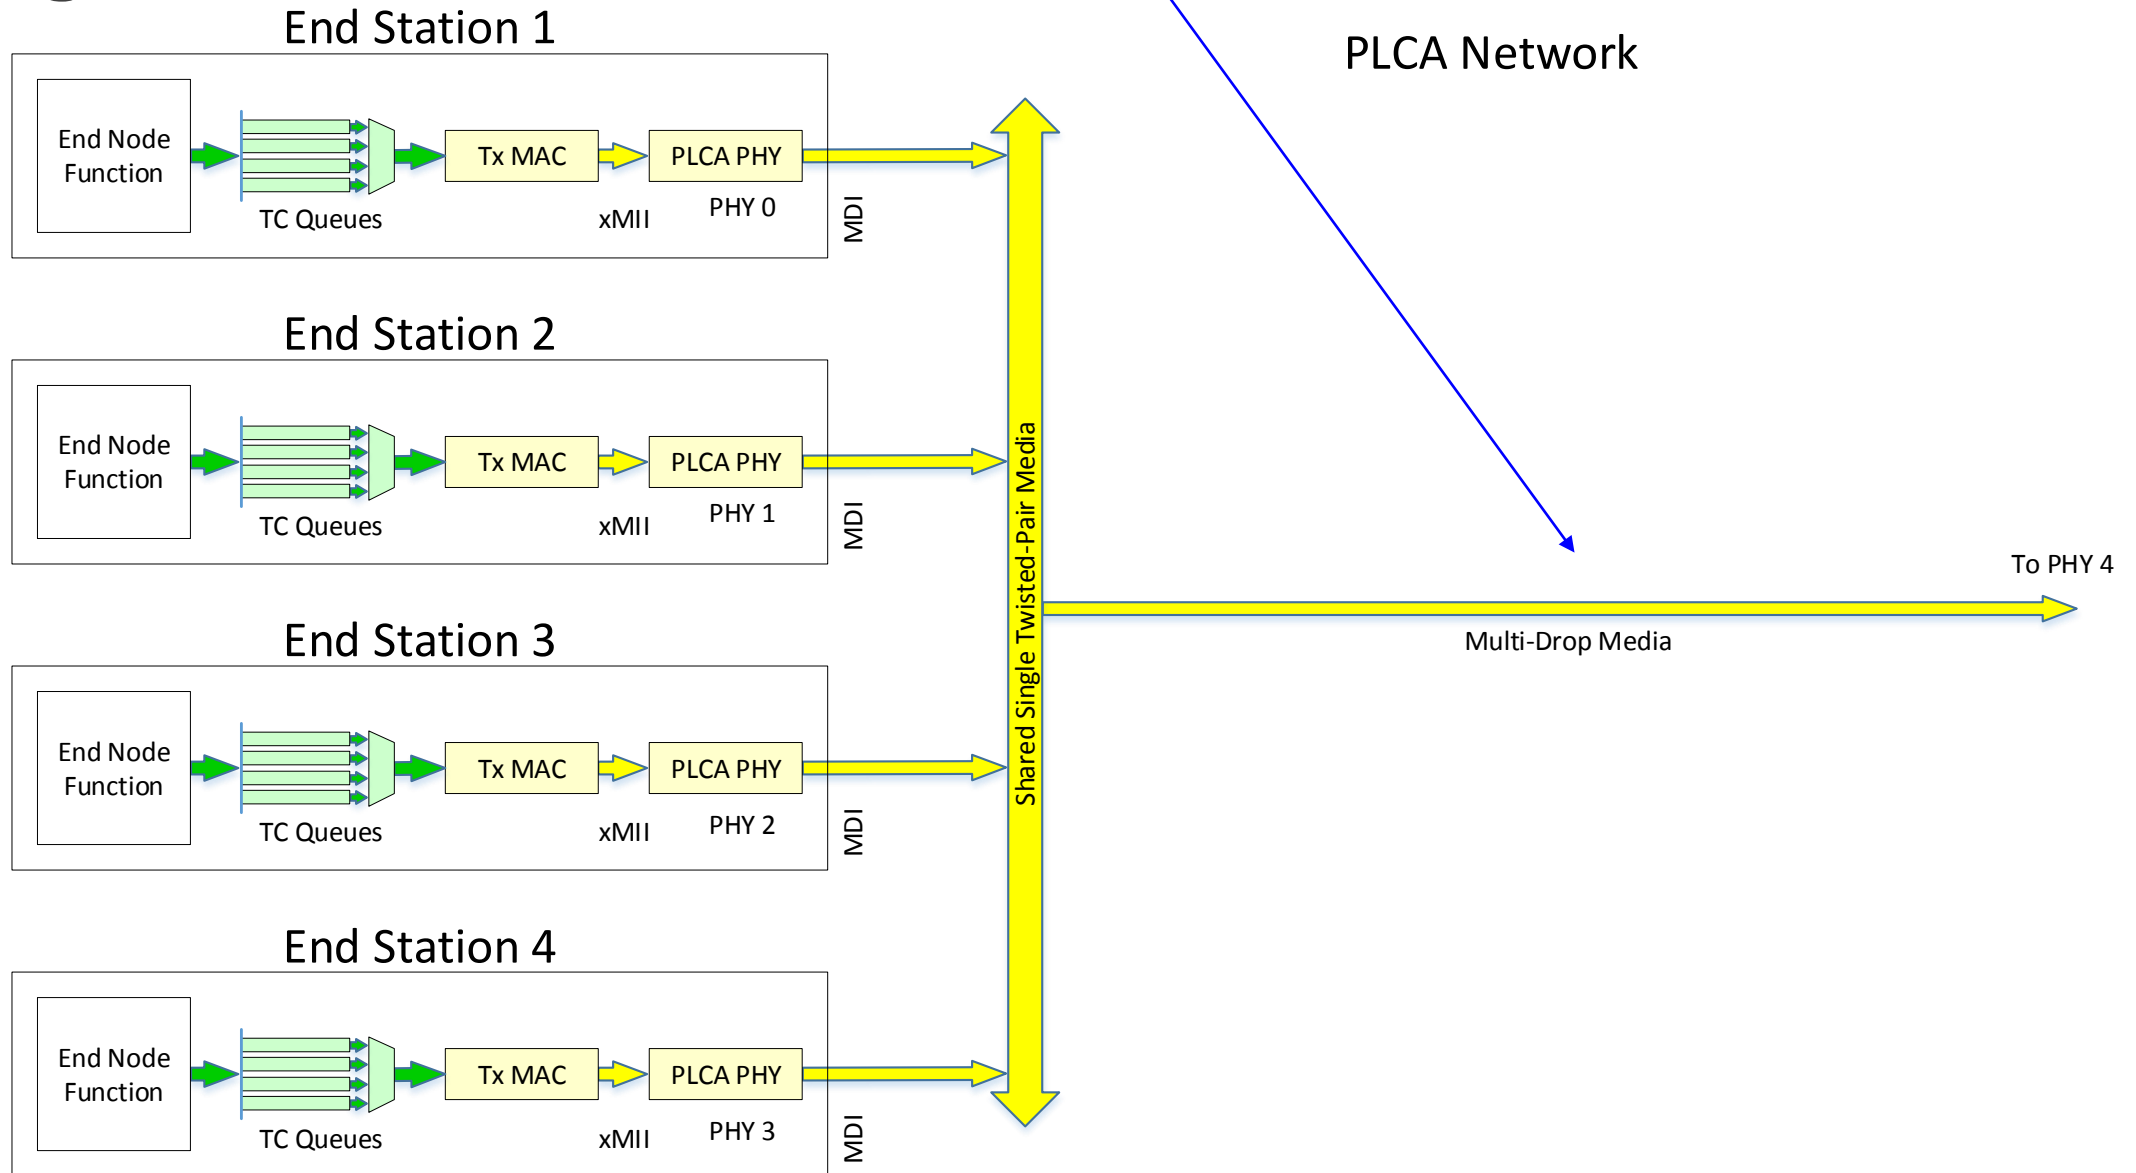 End Station 1
PLCA Network
End Node
Function
TC Queues
Tx MAC
xMII
PLCA PHY
PHY 0
MDI
End Station 2
End Node
Function
TC Queues
Tx MAC
xMII
PLCA PHY
PHY 1
MDI
Shared Single Twisted-Pair Media
To PHY 4
Multi-Drop Media
End Station 3
End Node
Function
TC Queues
Tx MAC
xMII
PLCA PHY
PHY 2
MDI
End Station 4
End Node
Function
TC Queues
Tx MAC
xMII
PLCA PHY
PHY 3
MDI